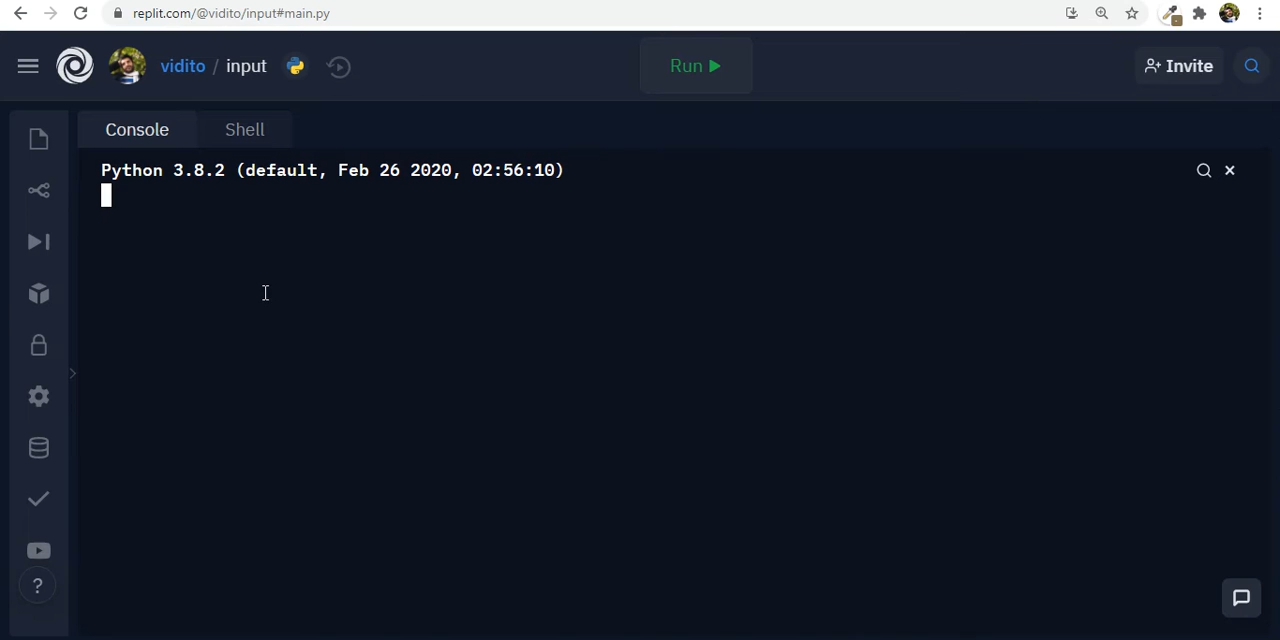 replit.com/@vidito/input#main.py
vidito / input
Run
Invite
Console
Shell
Python 3.8.2 (default, Feb 26 2020, 02:56:10)
?